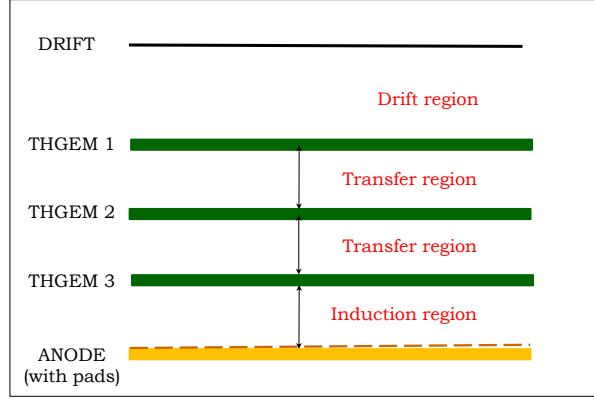 DRIFT
Drift region
THGEM 1
Transfer region
THGEM 2
Transfer region
THGEM 3
Induction region
ANODE
(with pads)